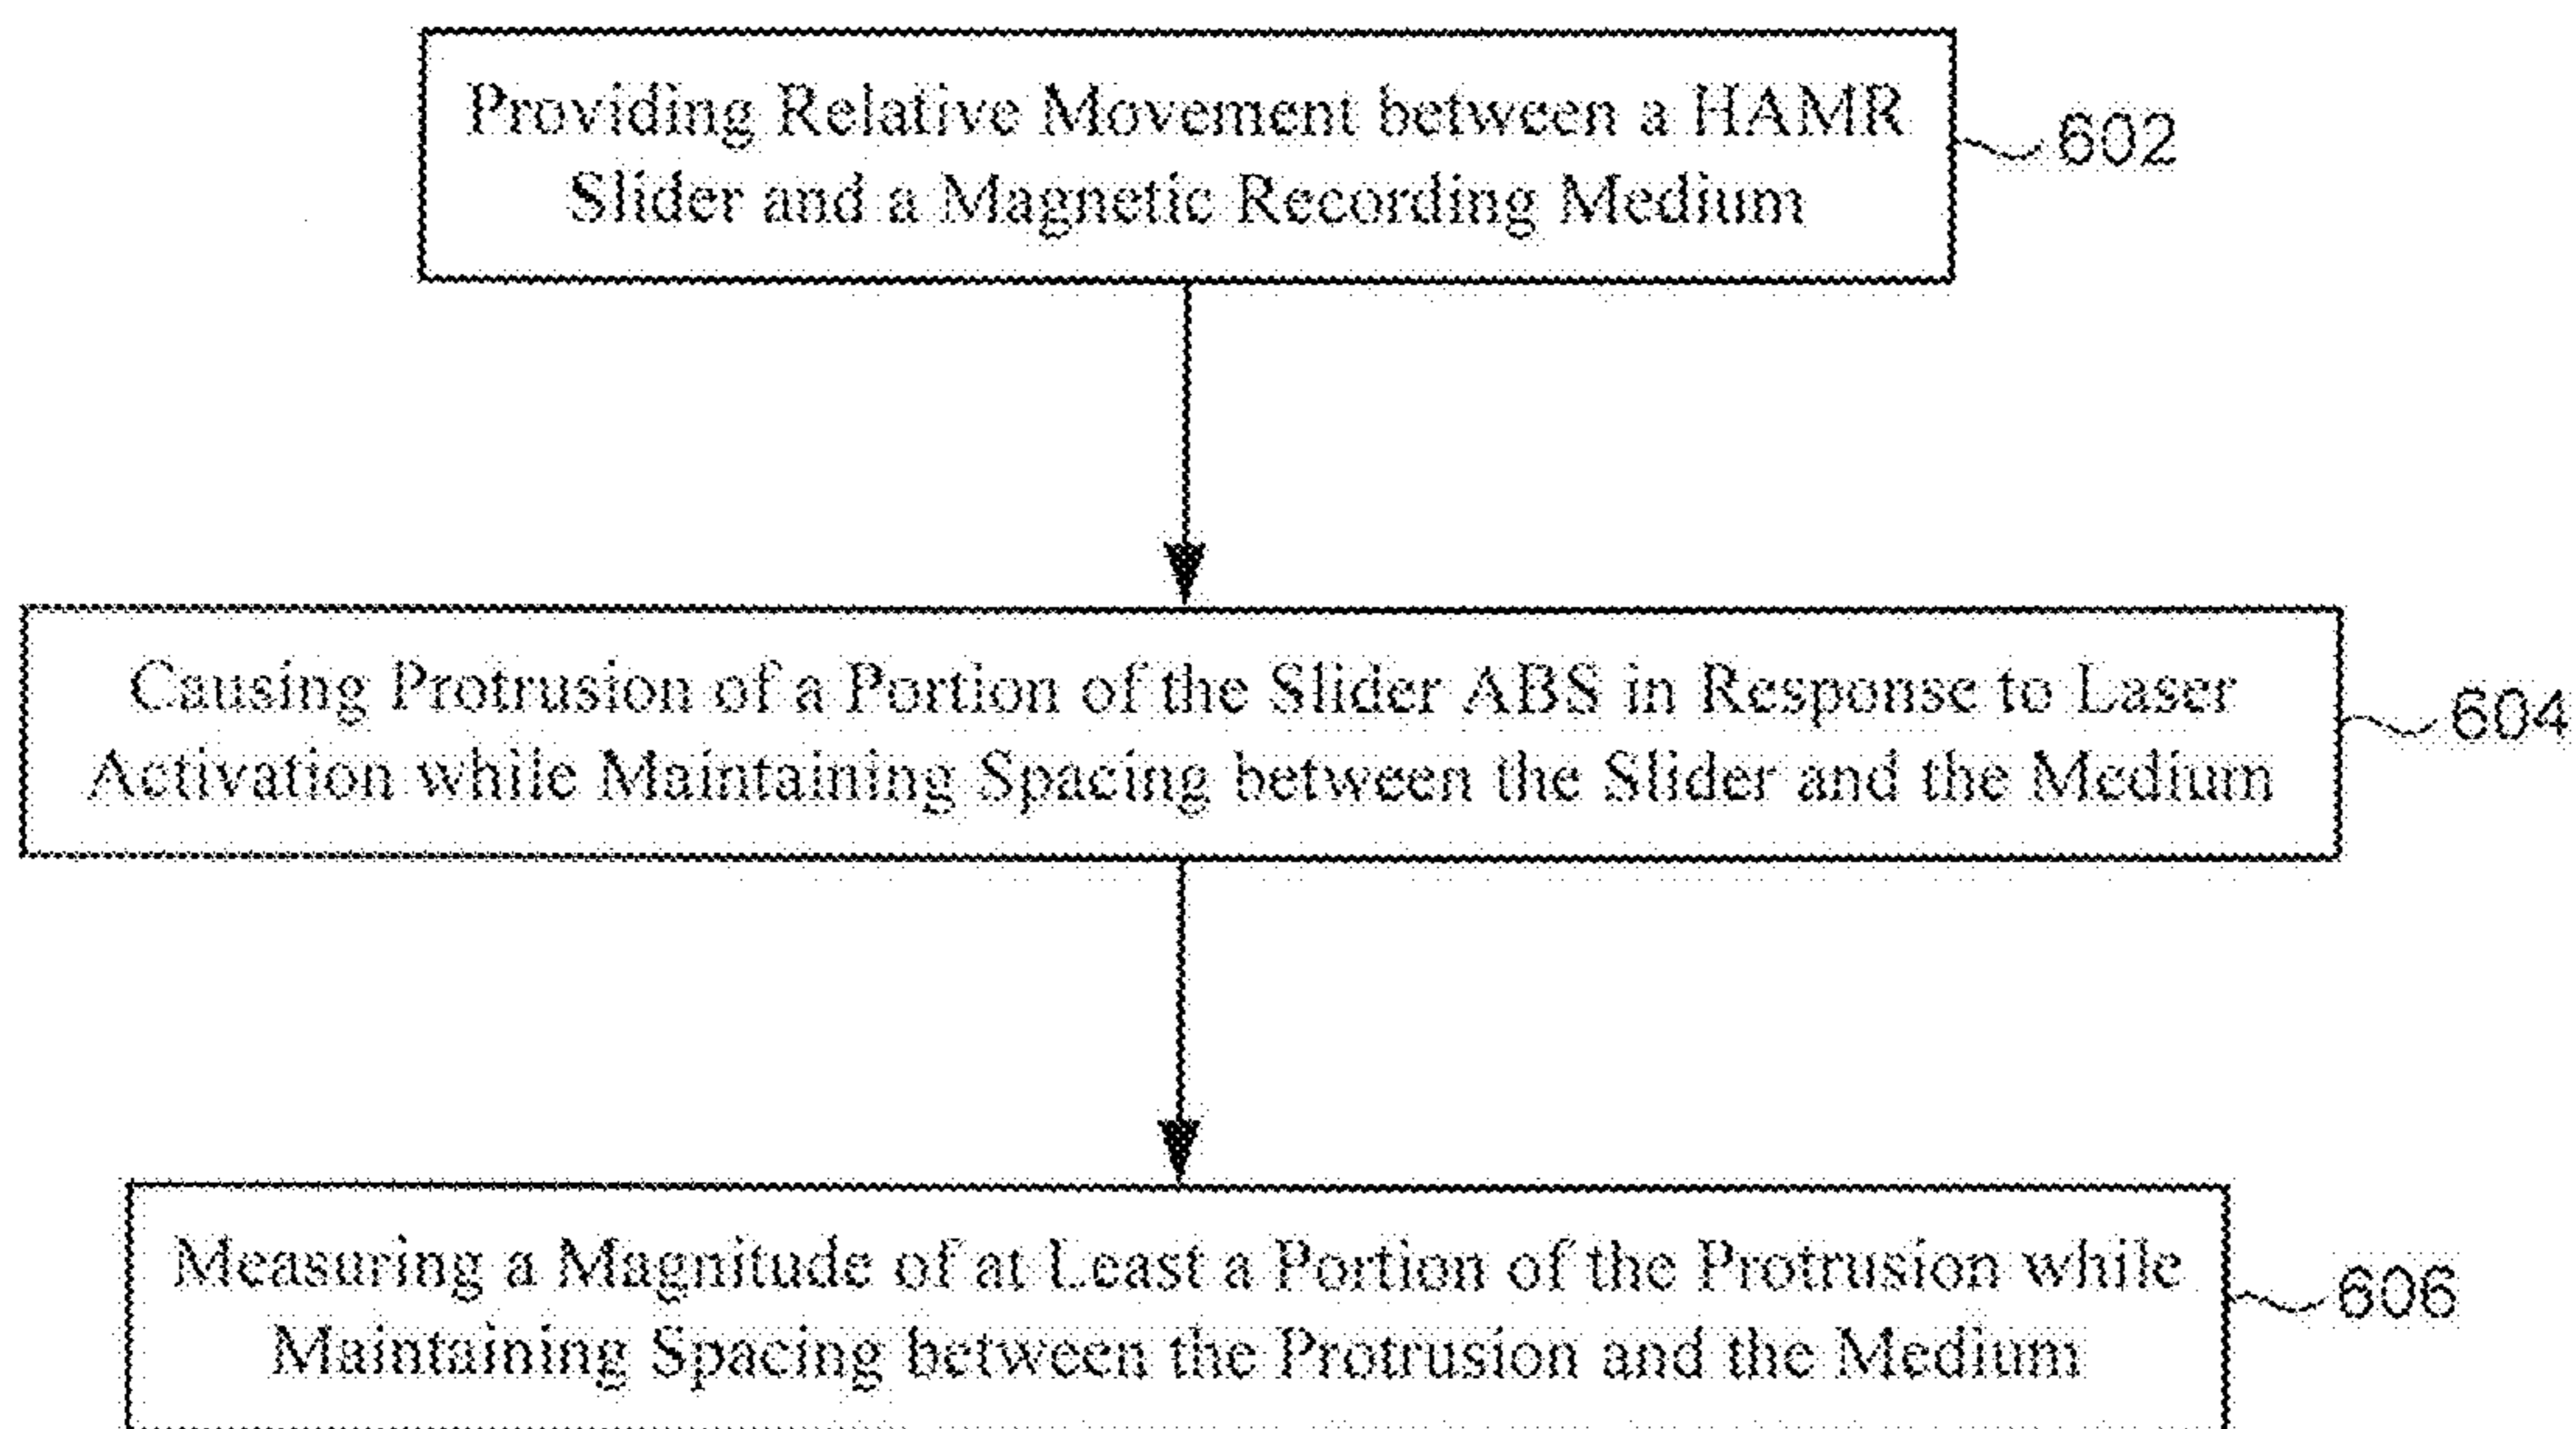 Providing Relative Movement between a HAMR
Slider and a Magnetic Recording Medium
602
Causing Protrusion of a Portion of the Slider ABS in Response to Laser
Activation while Maintaining Spacing between the Slider and the Medium
604
Measuring a Magnitude of at Least a Portion of the Protrusion while
Maintaining Spacing between the Protrusion and the Medium
606